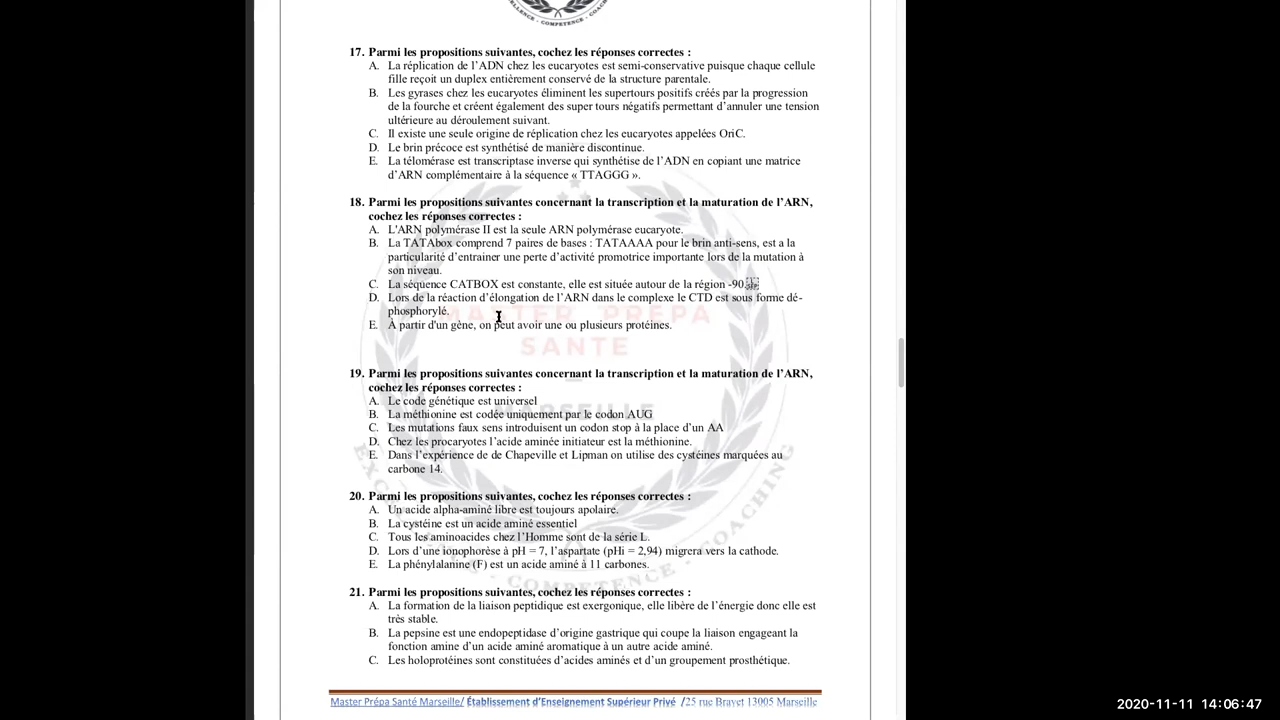 EXCELLENCE - COMPETENCE - COACHING
17. Parmi les propositions suivantes, cochez les réponses correctes :
A. La réplication de l'ADN chez les eucaryotes est semi-conservative puisque chaque cellule
fille reçoit un duplex entièrement conservé de la structure parentale.
B. Les gyrases chez les eucaryotes éliminent les supertours positifs créés par la progression
de la fourche et créent également des super tours négatifs permettant d'annuler une tension
ultérieure au déroulement suivant.
C. Il existe une seule origine de réplication chez les eucaryotes appelées OriC.
D. Le brin précoce est synthétisé de manière discontinue.
E. La télomérase est transcriptase inverse qui synthétise de l'ADN en copiant une matrice
d'ARN complémentaire à la séquence « TTAGGG ».
18. Parmi les propositions suivantes concernant la transcription et la maturation de l'ARN,
cochez les réponses correctes :
A. L'ARN polymérase II est la seule ARN polymérase eucaryote.
B. La TATAbox comprend 7 paires de bases : TATAAAA pour le brin anti-sens, est a la
particularité d'entrainer une perte d'activité promotrice importante lors de la mutation à
son niveau.
C. La séquence CATBOX est constante, elle est située autour de la région -90.
D. Lors de la réaction d'élongation de l'ARN dans le complexe le CTD est sous forme dé-
phosphorylé.
E. À partir d'un gène, on peut avoir une ou plusieurs protéines.
MASTER PRÉPA
SANTE
MARSEILLE
19. Parmi les propositions suivantes concernant la transcription et la maturation de l'ARN,
cochez les réponses correctes :
A. Le code génétique est universel
B. La méthionine est codée uniquement par le codon AUG
C. Les mutations faux sens introduisent un codon stop à la place d'un AA
D. Chez les procaryotes l'acide aminée initiateur est la méthionine.
E. Dans l'expérience de de Chapeville et Lipman on utilise des cystéines marquées au
carbone 14.
20. Parmi les propositions suivantes, cochez les réponses correctes :
A. Un acide alpha-aminé libre est toujours apolaire.
B. La cystéine est un acide aminé essentiel
C. Tous les aminoacides chez l'Homme sont de la série L.
D. Lors d'une ionophorèse à pH = 7, l'aspartate (pHi = 2,94) migrera vers la cathode.
E. La phénylalanine (F) est un acide aminé à 11 carbones.
21. Parmi les propositions suivantes, cochez les réponses correctes :
A. La formation de la liaison peptidique est exergonique, elle libère de l'énergie donc elle est
très stable.
B. La pepsine est une endopeptidase d'origine gastrique qui coupe la liaison engageant la
fonction amine d'un acide aminé aromatique à un autre acide aminé.
C. Les holoprotéines sont constituées d'acides aminés et d'un groupement prosthétique.
Master Prépa Santé Marseille/ Établissement d'Enseignement Supérieur Privé /25 rue Bravet 13005 Marseille
2020-11-11 14:06:47